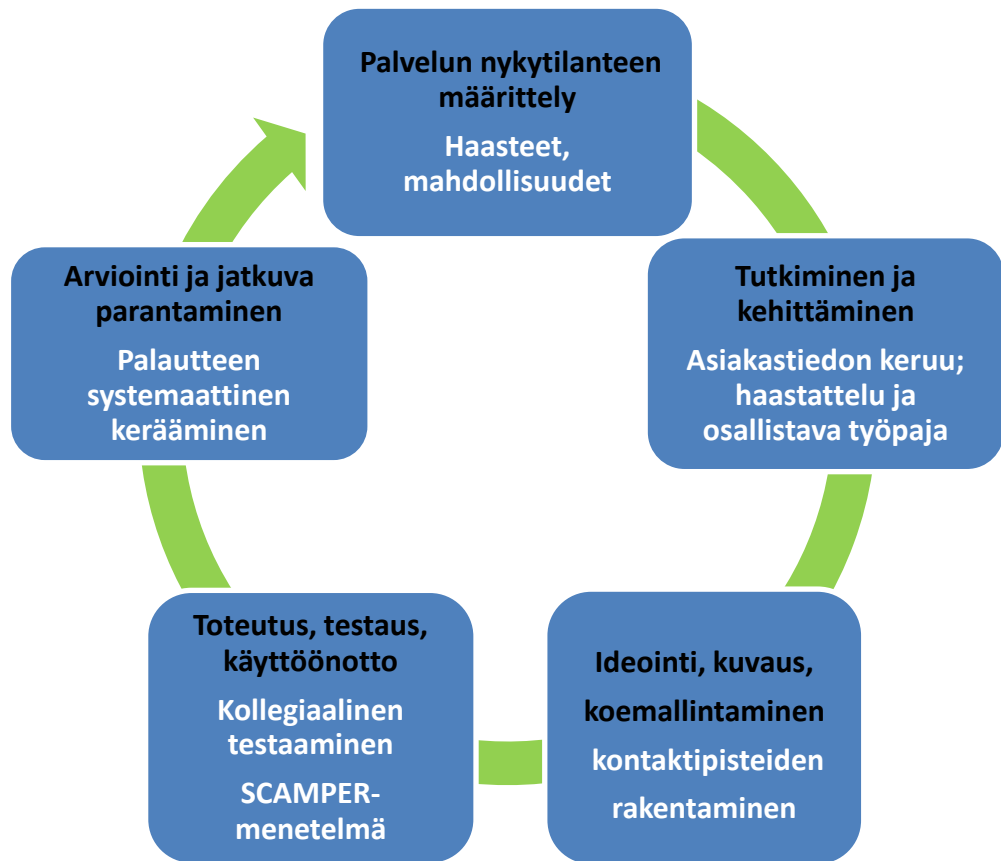 Palvelun nykytilanteen
määrittely
Haasteet,
mahdollisuudet
Tutkiminen ja
kehittäminen
Asiakastiedon keruu;
haastattelu ja
osallistava työpaja
Ideointi, kuvaus,
koemallintaminen
kontaktipisteiden
rakentaminen
Toteutus, testaus,
käyttöönotto
Kollegiaalinen
testaaminen
SCAMPER-
menetelmä
Arviointi ja jatkuva
parantaminen
Palautteen
systemaattinen
kerääminen